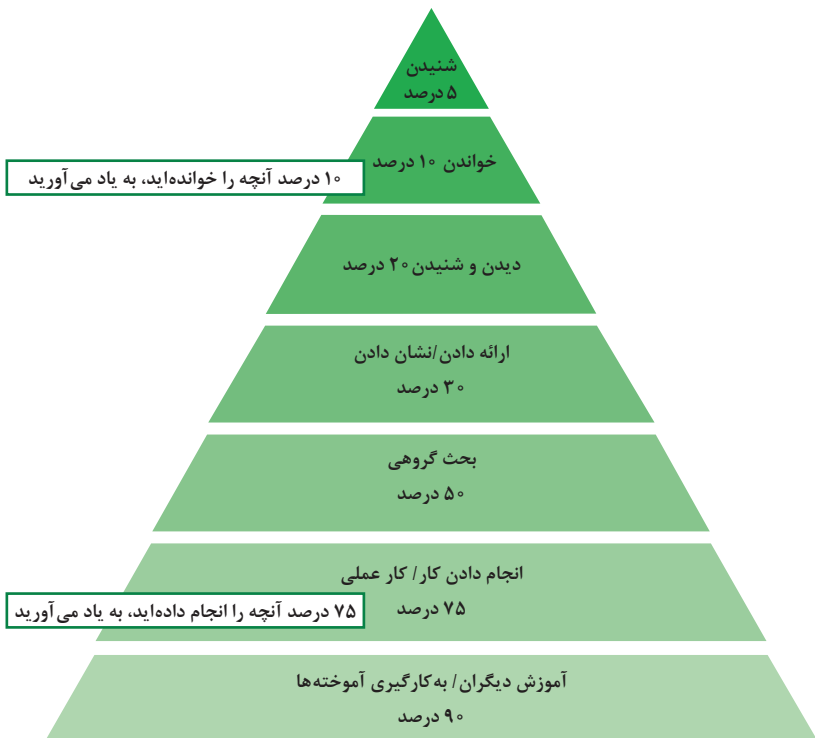 شنیدن
۵ درصد
خواندن ۱۰ درصد
۱۰ درصد آنچه را خوانده‌اید، به یاد می‌آورید
دیدن و شنیدن ۲۰ درصد
ارائه دادن/نشان دادن
۳۰ درصد
بحث گروهی
۵۰ درصد
انجام دادن کار/ کار عملی
۷۵ درصد
۷۵ درصد آنچه را انجام داده‌اید، به یاد می‌آورید
آموزش دیگران/ به‌کارگیری آموخته‌ها
۹۰ درصد